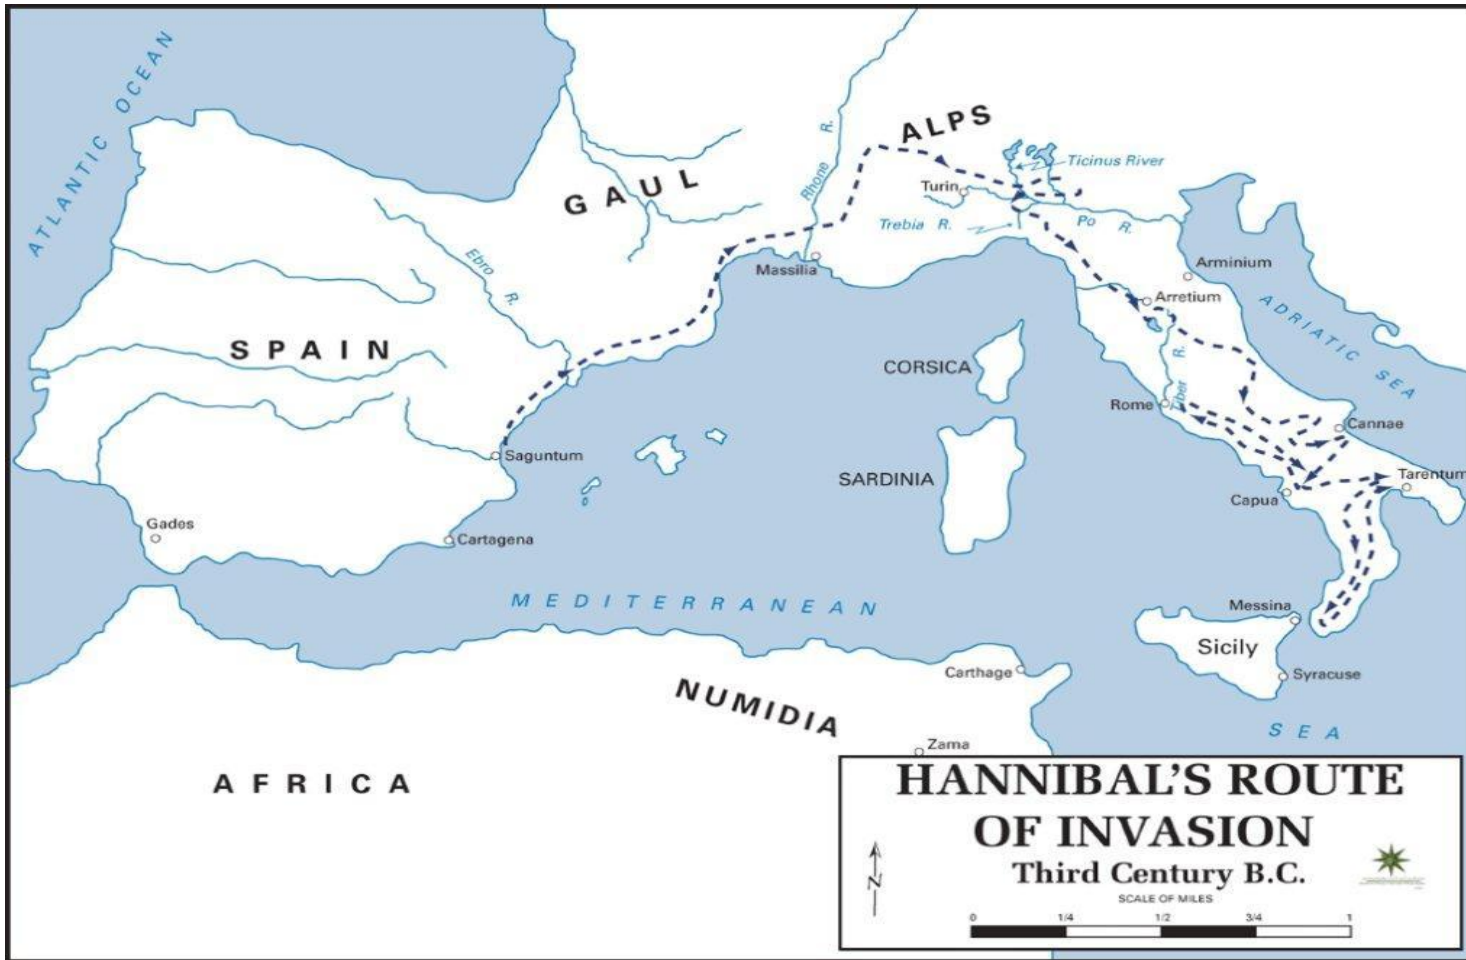 ATLANTIC OCEAN
GAUL
ALPS
Rhone R.
Ticinus River
Turin
Trebia R.
Po R.
Massilia
Arminium
Arretium
ADRIATIC SEA
Ebro R.
SPAIN
CORSICA
Tiber R.
Rome
Cannae
Saguntum
SARDINIA
Capua
Tarentum
Gades
Cartagena
MEDITERRANEAN
Messina
Sicily
Carthage
Syracuse
NUMIDIA
SEA
Zama
AFRICA
HANNIBAL'S ROUTE
OF INVASION
Third Century B.C.
SCALE OF MILES
0 1/4 1/2 3/4 1
N